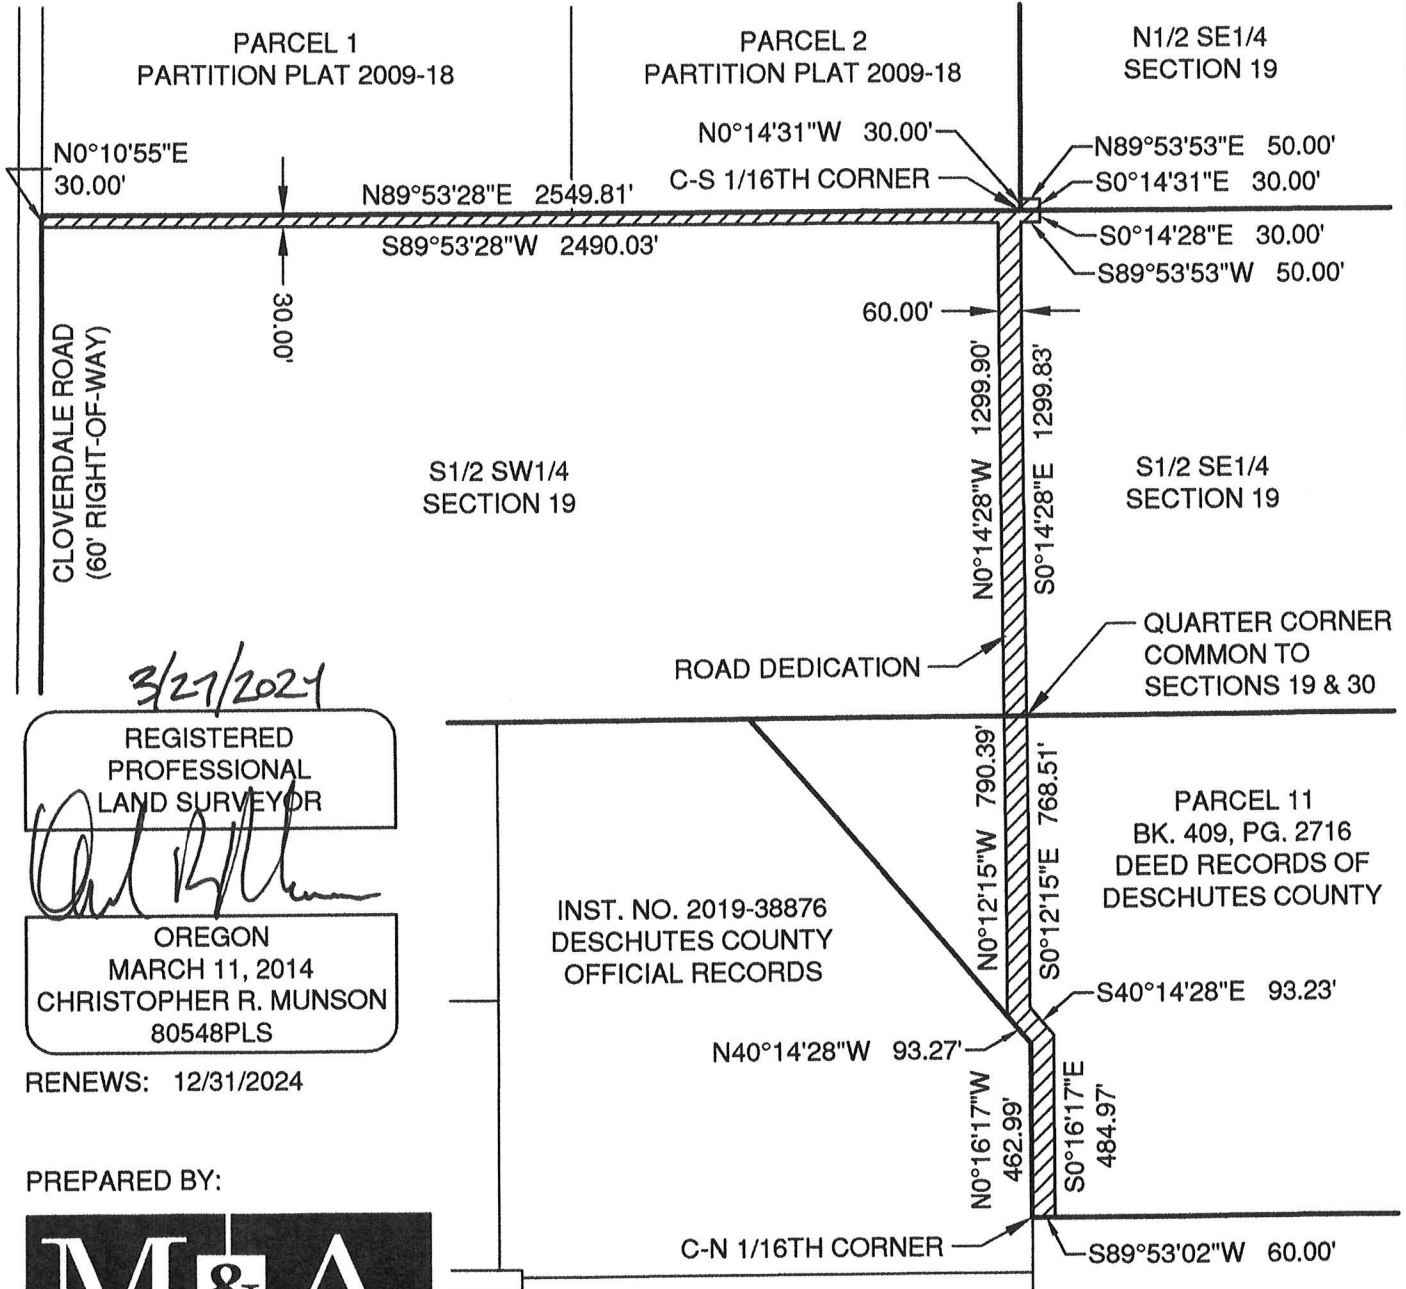 PARCEL 1
PARTITION PLAT 2009-18
PARCEL 2
PARTITION PLAT 2009-18
N1/2 SE1/4
SECTION 19
N0°10'55"E
30.00'
N0°14'31"W 30.00'
C-S 1/16TH CORNER
N89°53'53"E 50.00'
S0°14'31"E 30.00'
N89°53'28"E 2549.81'
S89°53'28"W 2490.03'
S0°14'28"E 30.00'
S89°53'53"W 50.00'
30.00'
60.00'
CLOVERDALE ROAD
(60' RIGHT-OF-WAY)
N0°14'28"W 1299.90'
S0°14'28"E 1299.83'
S1/2 SW1/4
SECTION 19
S1/2 SE1/4
SECTION 19
ROAD DEDICATION
QUARTER CORNER
COMMON TO
SECTIONS 19 & 30
3/27/2024
REGISTERED
PROFESSIONAL
LAND SURVEYOR
OREGON
MARCH 11, 2014
CHRISTOPHER R. MUNSON
80548PLS
RENEWS: 12/31/2024
N0°12'15"W 790.39'
S0°12'15"E 768.51'
PARCEL 11
BK. 409, PG. 2716
DEED RECORDS OF
DESCHUTES COUNTY
INST. NO. 2019-38876
DESCHUTES COUNTY
OFFICIAL RECORDS
S40°14'28"E 93.23'
N40°14'28"W 93.27'
N0°16'17"W
462.99'
S0°16'17"E
484.97'
C-N 1/16TH CORNER
S89°53'02"W 60.00'
PREPARED BY:
M&A